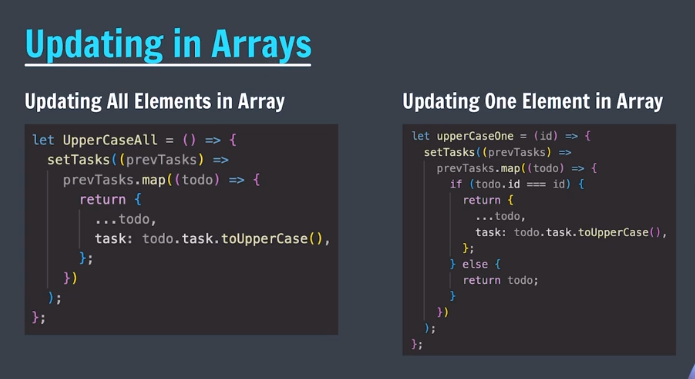 Updating in Arrays
Updating All Elements in Array
let UpperCaseAll = () => {
setTasks((prevTasks) =>
prevTasks.map((todo) => {
return {
...todo,
task: todo.task.toUpperCase(),
};
})
);
};
Updating One Element in Array
let upperCaseOne = (id) => {
setTasks((prevTasks) =>
prevTasks.map((todo) => {
if (todo.id === id) {
return {
...todo,
task: todo.task.toUpperCase(),
};
} else {
return todo;
}
})
);
};